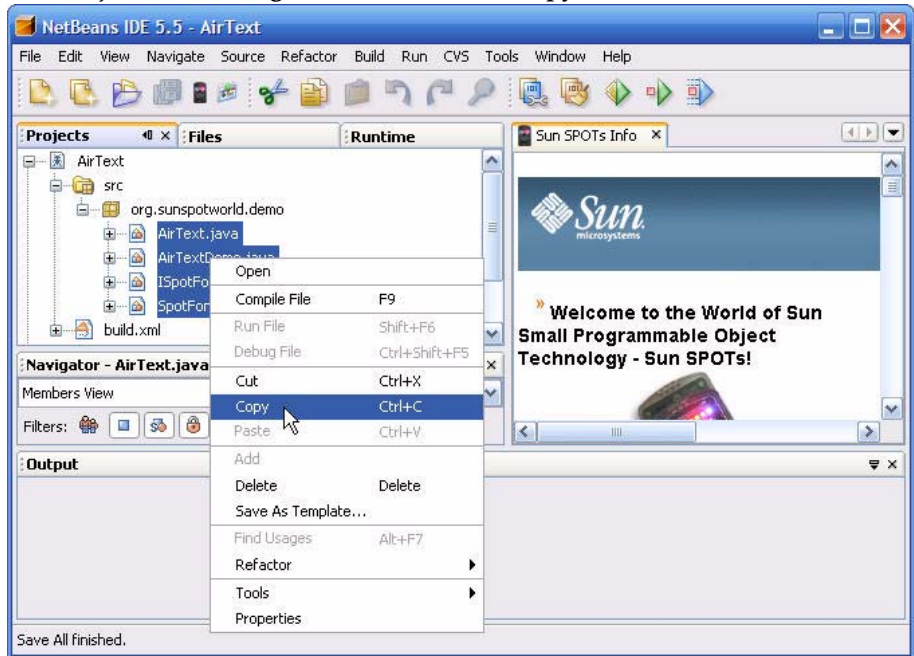 NetBeans IDE 5.5 - AirText
File Edit View Navigate Source Refactor Build Run CVS Tools Window Help
Projects Files Runtime
Sun SPOTs Info
AirText
src
org.sunspotworld.demo
AirText.java
AirTextDemo.java
ISpotFo
SpotFon
build.xml
Navigator - AirText.java
Members View
Filters:
Output
Open
Compile File F9
Run File Shift+F6
Debug File Ctrl+Shift+F5
Cut Ctrl+X
Copy Ctrl+C
Paste Ctrl+V
Add
Delete Delete
Save As Template...
Find Usages Alt+F7
Refactor
Tools
Properties
Sun
microsystems
» Welcome to the World of Sun
Small Programmable Object
Technology - Sun SPOTs!
Save All finished.